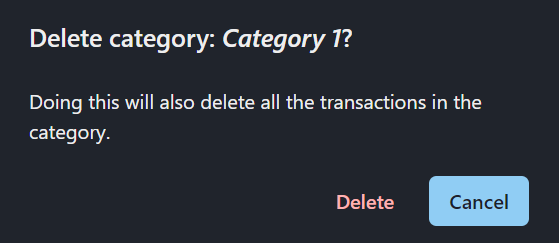 Delete category: Category 1?
Doing this will also delete all the transactions in the
category.
Delete
Cancel